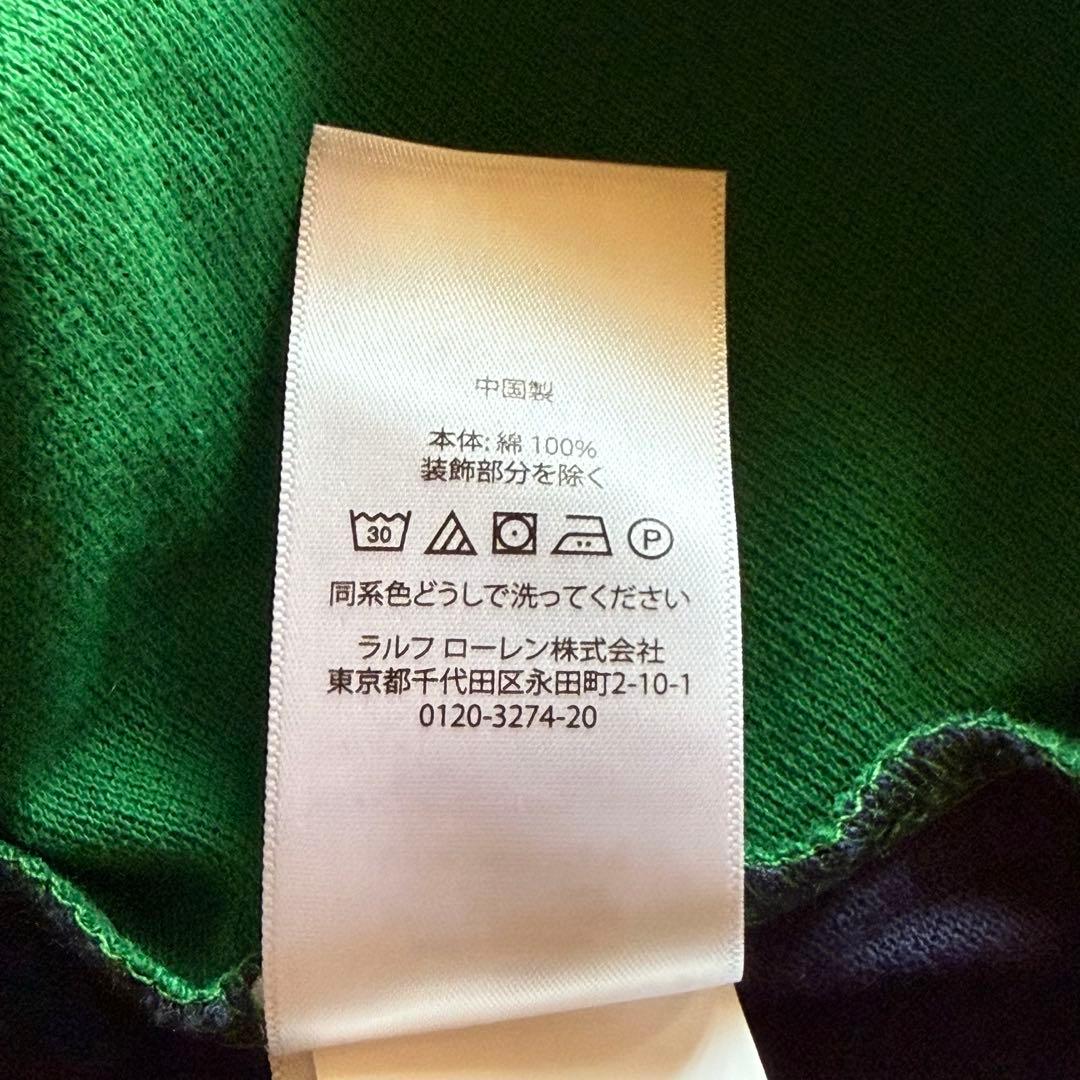 中国製
本体: 綿 100%
装飾部分を除く
30 P
同系色どうしで洗ってください
ラルフ ローレン株式会社
東京都千代田区永田町2-10-1
0120-3274-20